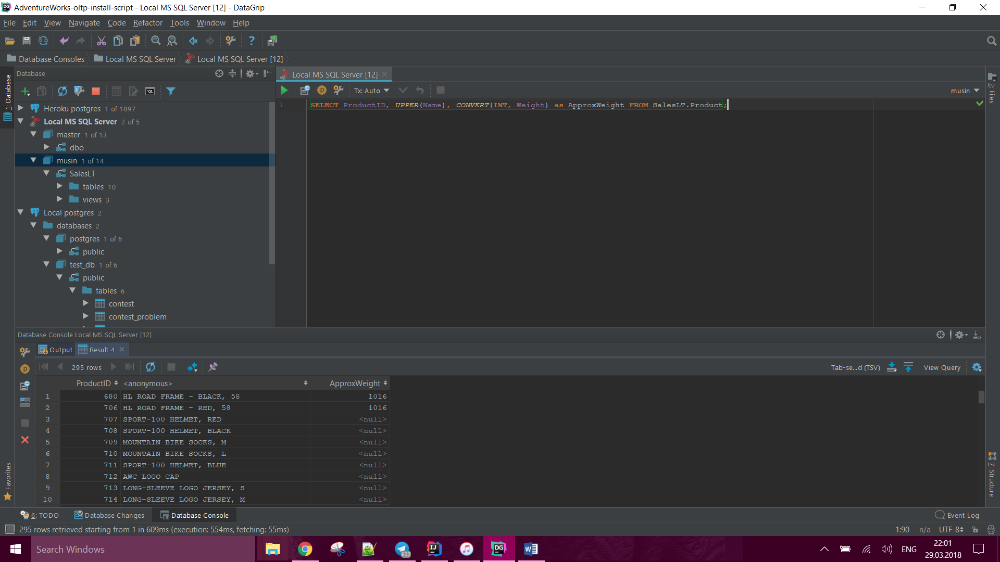 AdventureWorks-oltp-install-script - Local MS SQL Server [12] - DataGrip
File Edit View Navigate Code Refactor Tools Window Help
Database Consoles Local MS SQL Server Local MS SQL Server [12]
1: Database
Database
Heroku postgres 1 of 1897
Local MS SQL Server 2 of 5
master 1 of 13
dbo
musin 1 of 14
SalesLT
tables 10
views 3
Local postgres 2
databases 2
postgres 1 of 6
public
test_db 1 of 6
public
tables 6
contest
contest_problem
Local MS SQL Server [12]
Tx: Auto
musin
1 SELECT ProductID, UPPER(Name), CONVERT(INT, Weight) as ApproxWeight FROM SalesLT.Product;
2: Files
7: Structure
Favorites
Database Console Local MS SQL Server [12]
Output Result 4
295 rows
Tab-se...d (TSV) View Query
ProductID <anonymous> ApproxWeight
1 680 HL ROAD FRAME - BLACK, 58 1016
2 706 HL ROAD FRAME - RED, 58 1016
3 707 SPORT-100 HELMET, RED <null>
4 708 SPORT-100 HELMET, BLACK <null>
5 709 MOUNTAIN BIKE SOCKS, M <null>
6 710 MOUNTAIN BIKE SOCKS, L <null>
7 711 SPORT-100 HELMET, BLUE <null>
8 712 AWC LOGO CAP <null>
9 713 LONG-SLEEVE LOGO JERSEY, S <null>
10 714 LONG-SLEEVE LOGO JERSEY, M <null>
6: TODO Database Changes Database Console Event Log
295 rows retrieved starting from 1 in 609ms (execution: 554ms, fetching: 55ms) 1:90 n/a UTF-8
Search Windows
602
ENG
22:01
29.03.2018